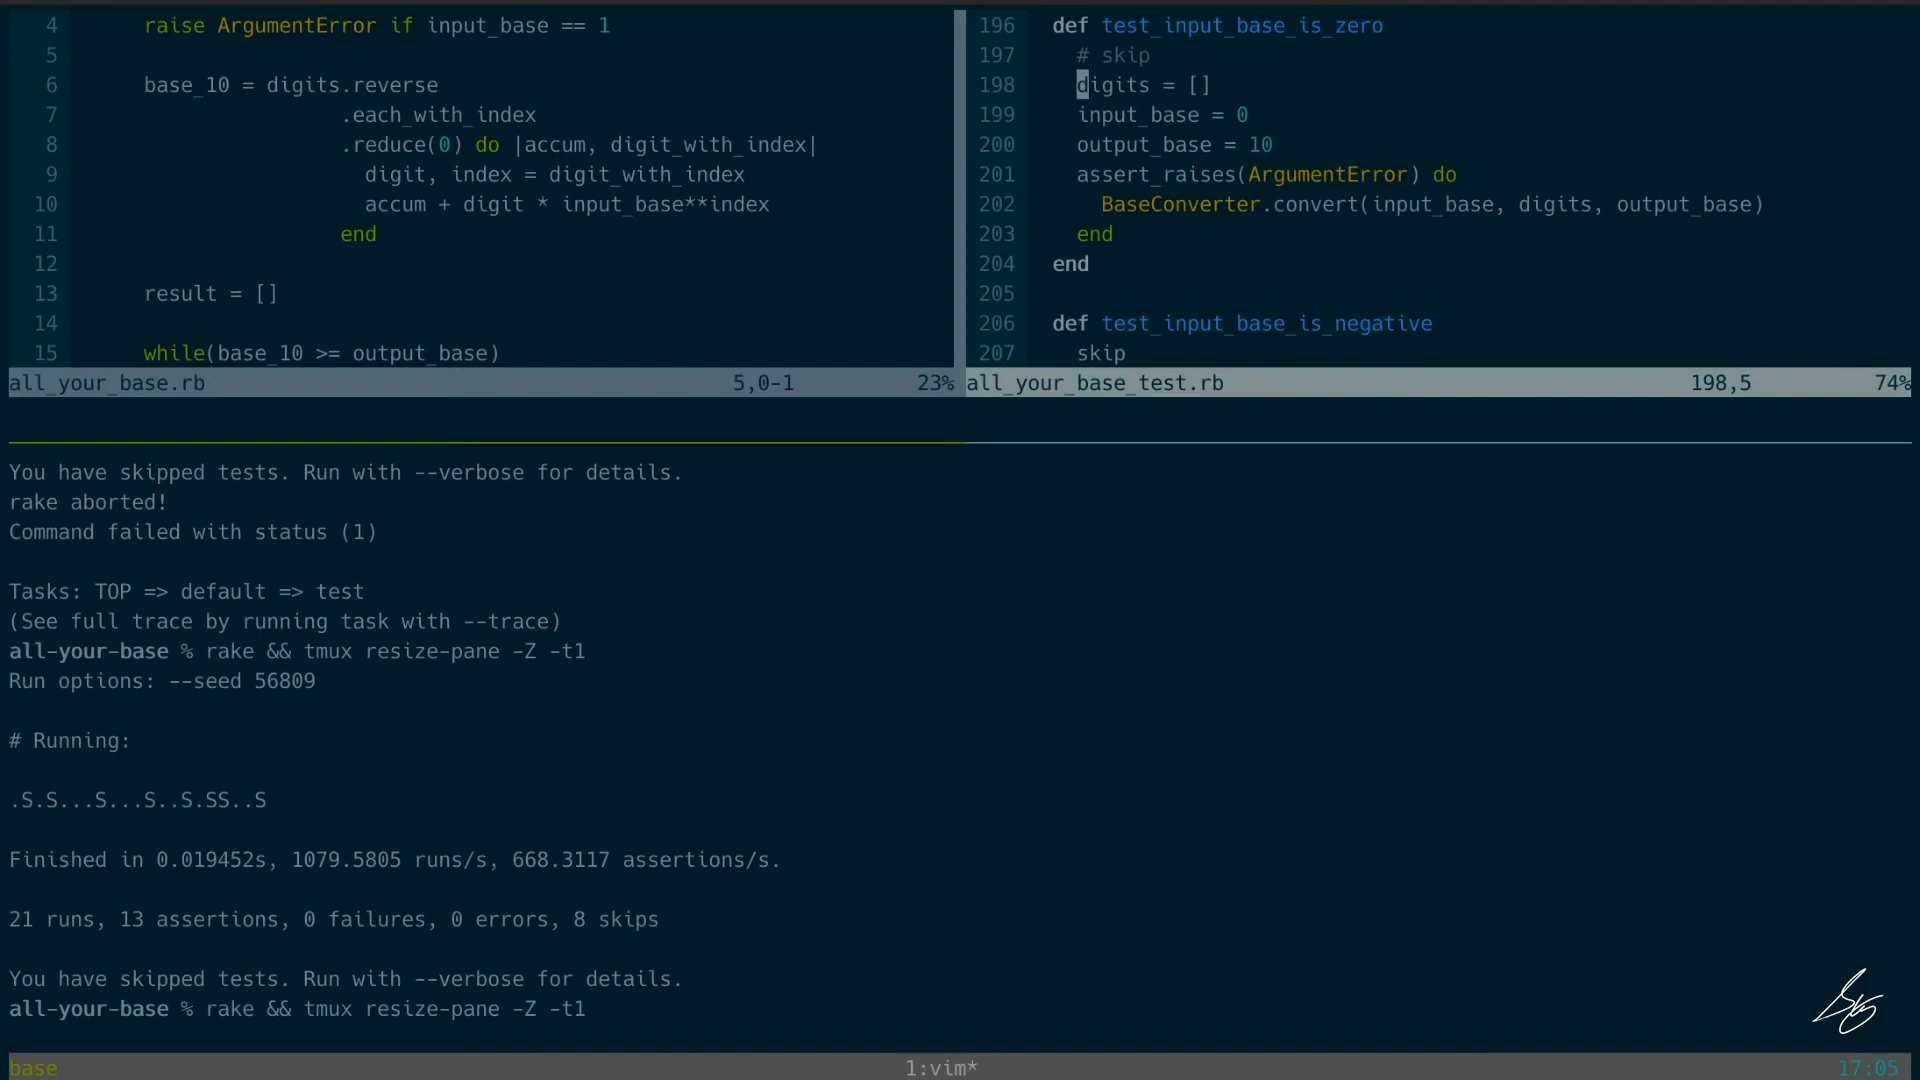 4      raise ArgumentError if input_base == 1
5
6      base_10 = digits.reverse
7                      .each_with_index
8                      .reduce(0) do |accum, digit_with_index|
9                        digit, index = digit_with_index
10                       accum + digit * input_base**index
11                     end
12
13     result = []
14
15     while(base_10 >= output_base)
all_your_base.rb 5,0-1 23%
196  def test_input_base_is_zero
197    # skip
198    digits = []
199    input_base = 0
200    output_base = 10
201    assert_raises(ArgumentError) do
202      BaseConverter.convert(input_base, digits, output_base)
203    end
204  end
205
206  def test_input_base_is_negative
207    skip
all_your_base_test.rb 198,5 74%
You have skipped tests. Run with --verbose for details.
rake aborted!
Command failed with status (1)
Tasks: TOP => default => test
(See full trace by running task with --trace)
all-your-base % rake && tmux resize-pane -Z -t1
Run options: --seed 56809
# Running:
.S.S...S...S..S.SS..S
Finished in 0.019452s, 1079.5805 runs/s, 668.3117 assertions/s.
21 runs, 13 assertions, 0 failures, 0 errors, 8 skips
You have skipped tests. Run with --verbose for details.
all-your-base % rake && tmux resize-pane -Z -t1
base 1:vim* 17:05